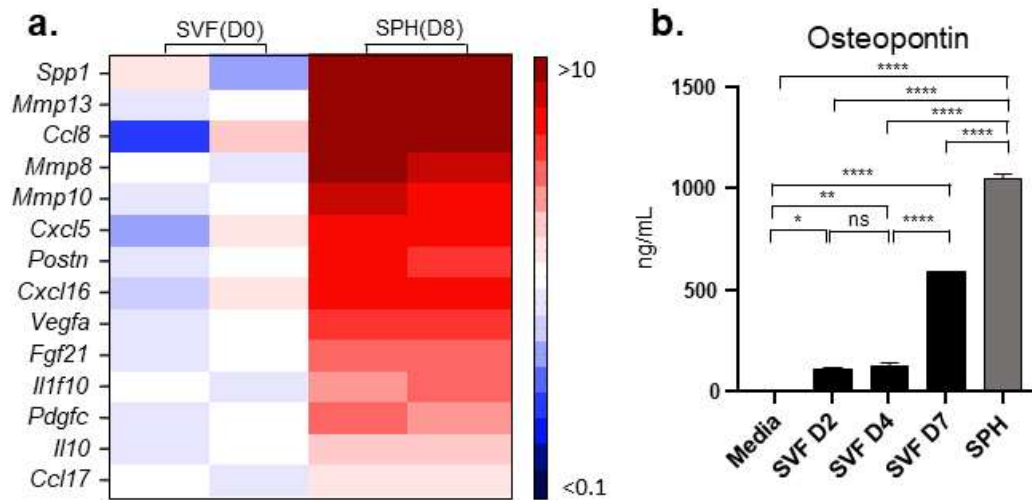 a.
SVF(D0) SPH(D8)
Spp1
Mmp13
Ccl8
Mmp8
Mmp10
Cxcl5
Postn
Cxcl16
Vegfa
Fgf21
Il1f10
Pdgfc
Il10
Ccl17
>10
<0.1
b.
Osteopontin
ng/mL
1500
1000
500
0
****
****
****
****
****
**
* ns ****
Media SVF D2 SVF D4 SVF D7 SPH